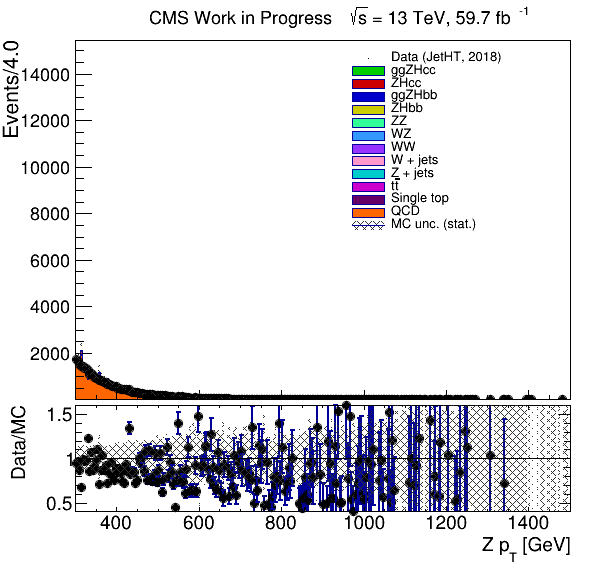 CMS Work in Progress √s = 13 TeV, 59.7 fb⁻¹
Events/4.0
14000
12000
10000
8000
6000
4000
2000
Data (JetHT, 2018)
ggZHcc
ZHcc
ggZHbb
ZHbb
ZZ
WZ
WW
W + jets
Z + jets
tt̅
Single top
QCD
MC unc. (stat.)
Data/MC
1.5
1
0.5
400 600 800 1000 1200 1400
Z p_T [GeV]